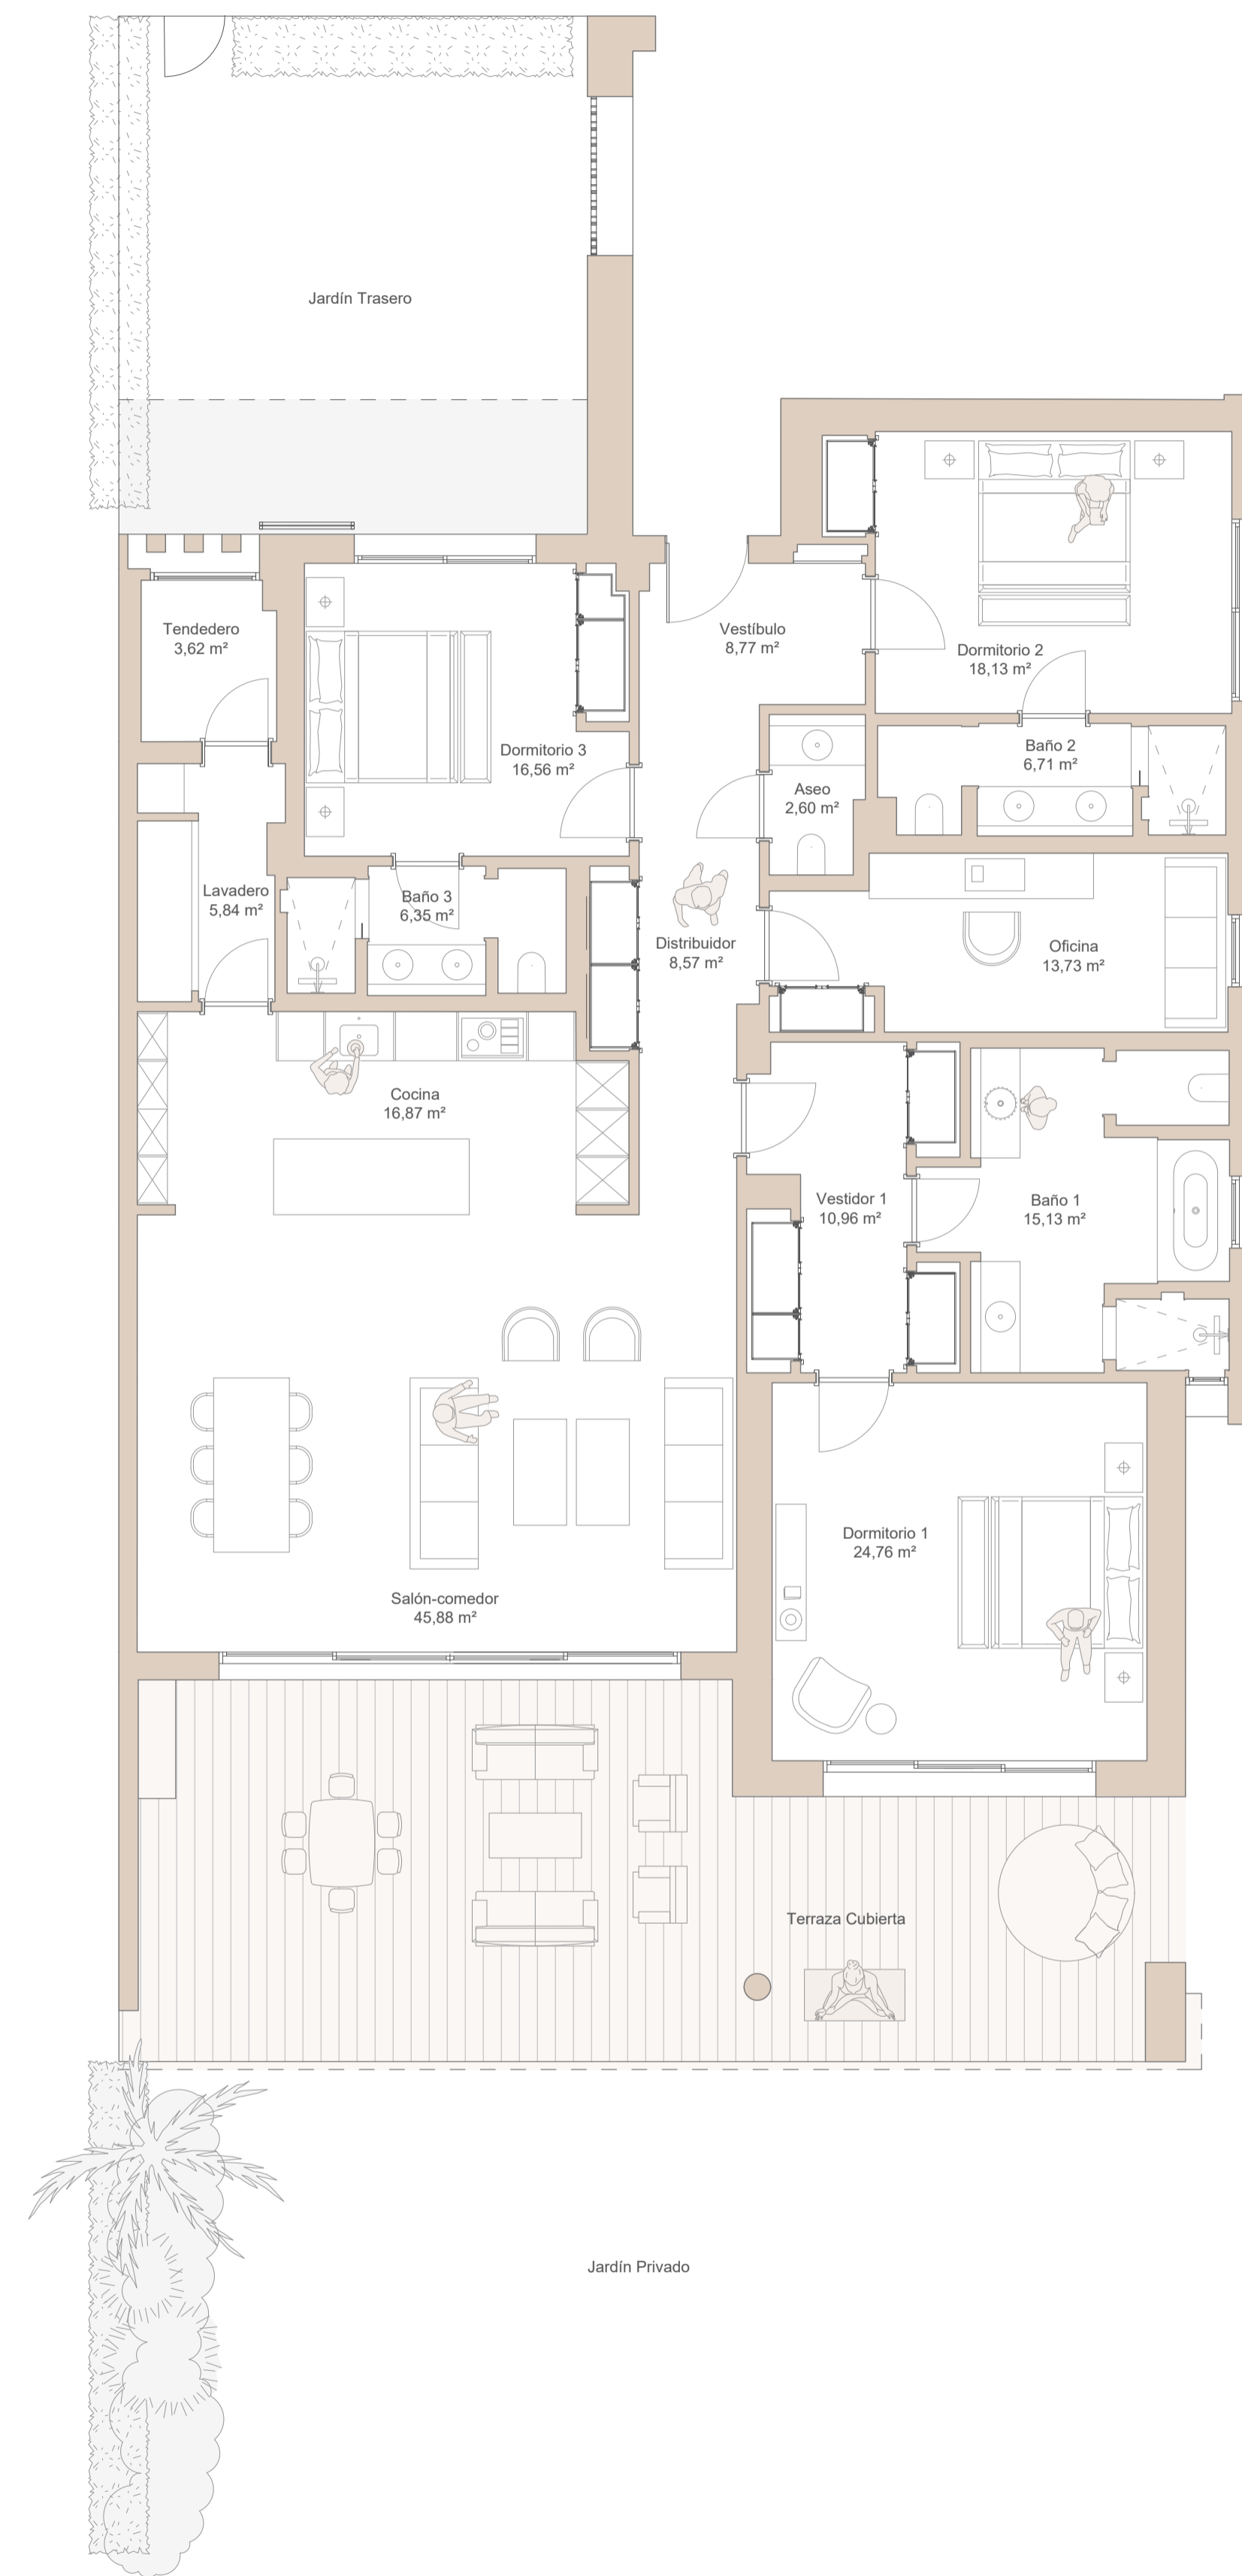 Jardín Trasero
Tendedero
3,62 m²
Vestíbulo
8,77 m²
Dormitorio 2
18,13 m²
Dormitorio 3
16,56 m²
Baño 2
6,71 m²
Aseo
2,60 m²
Lavadero
5,84 m²
Baño 3
6,35 m²
Distribuidor
8,57 m²
Oficina
13,73 m²
Cocina
16,87 m²
Vestidor 1
10,96 m²
Baño 1
15,13 m²
Dormitorio 1
24,76 m²
Salón-comedor
45,88 m²
Terraza Cubierta
Jardín Privado